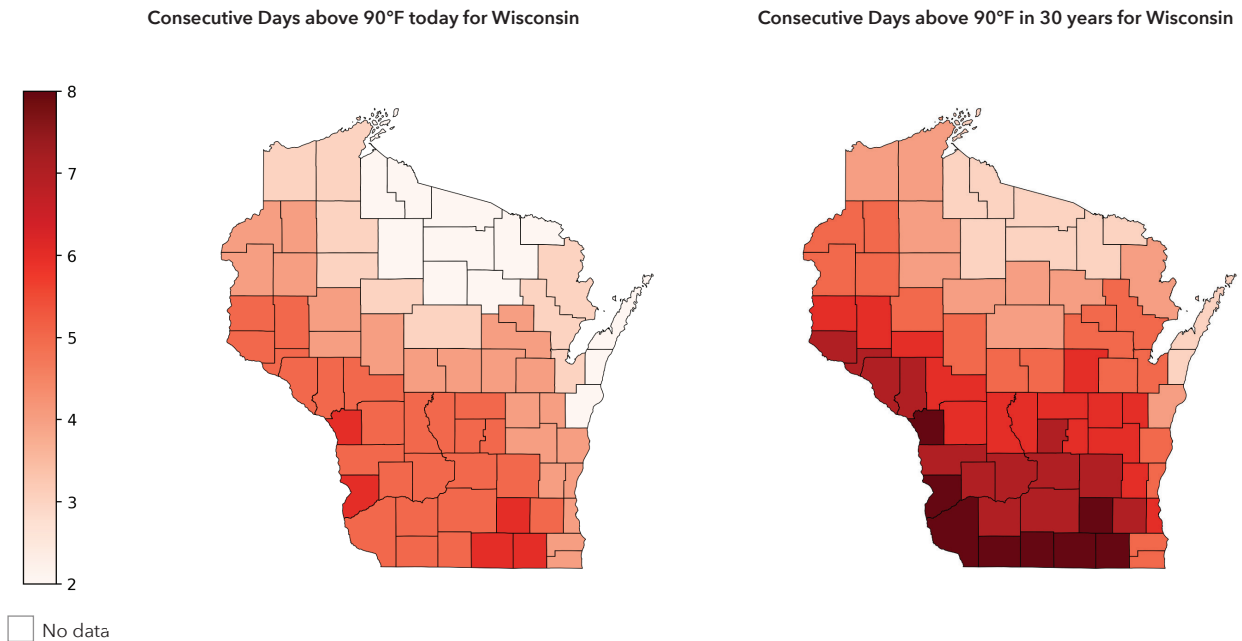 Consecutive Days above 90°F today for Wisconsin
Consecutive Days above 90°F in 30 years for Wisconsin
8
7
6
5
4
3
2
No data